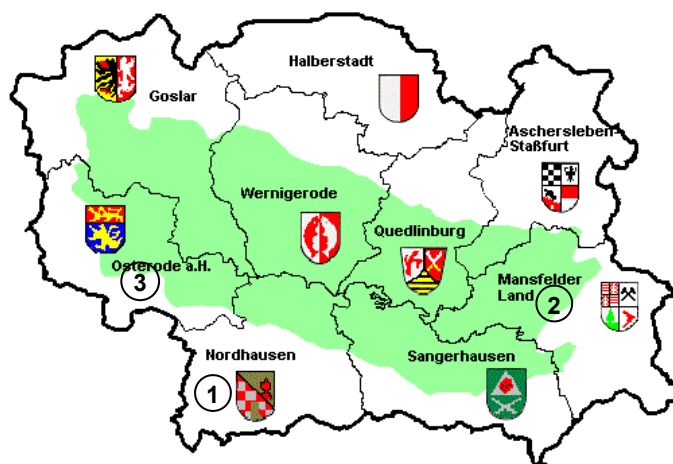 Halberstadt
Goslar
Aschersleben
Staßfurt
Wernigerode
Quedlinburg
Osterode a.H.
3
Mansfelder
Land
2
Nordhausen
Sangerhausen
1